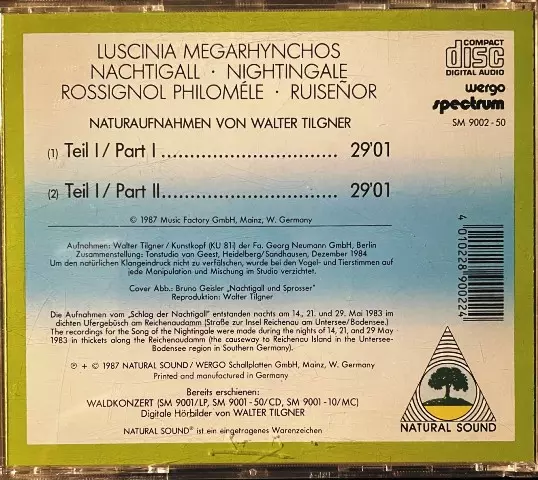 LUSCINIA MEGARHYNCHOS
NACHTIGALL · NIGHTINGALE
ROSSIGNOL PHILOMÉLE · RUISEÑOR
COMPACT
disc
DIGITAL AUDIO
wergo
spectrum
SM 9002-50
NATURAUFNAHMEN VON WALTER TILGNER
(1) Teil I / Part I .............................. 29'01
(2) Teil I / Part II .............................. 29'01
© 1987 Music Factory GmbH, Mainz, W. Germany
Aufnahmen: Walter Tilgner / Kunstkopf (KU 81i) der Fa. Georg Neumann GmbH, Berlin
Zusammenstellung: Tonstudio van Geest, Heidelberg/Sandhausen, Dezember 1984
Um den natürlichen Klangeindruck nicht zu verfälschen, wurde bei den Vogel- und Tierstimmen auf
jede Manipulation und Mischung im Studio verzichtet.
Cover Abb.: Bruno Geisler „Nachtigall und Sprosser"
Reproduktion: Walter Tilgner
4 010228 900224
Die Aufnahmen vom „Schlag der Nachtigall" entstanden nachts am 14., 21. und 29. Mai 1983 im
dichten Ufergebüsch am Reichenaudamm (Straße zur Insel Reichenau am Untersee/Bodensee.)
The recordings for the Song of the Nightingale were made during the nights of 14, 21, and 29 May
1983 in thickets along the Reichenaudamm (the causeway to Reichenau Island in the Untersee-
Bodensee region in Southern Germany).
℗ + © 1987 NATURAL SOUND / WERGO Schallplatten GmbH, Mainz, W. Germany
Printed and manufactured in Germany
Bereits erschienen:
WALDKONZERT (SM 9001/LP, SM 9001-50/CD, SM 9001-10/MC)
Digitale Hörbilder von WALTER TILGNER
NATURAL SOUND® ist ein eingetragenes Warenzeichen
NATURAL SOUND